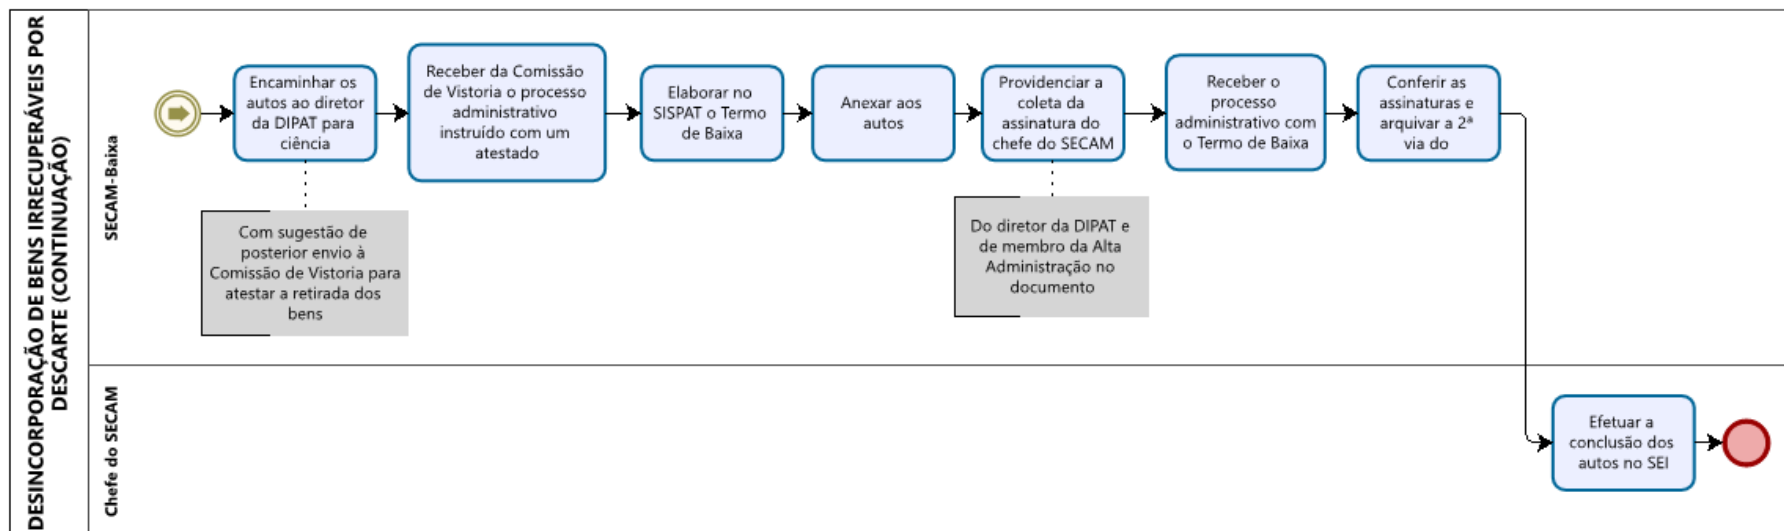 DESINCORPORAÇÃO DE BENS IRRECUPERÁVEIS POR
DESCARTE (CONTINUAÇÃO)
SECAM-Baixa
Encaminhar os
autos ao diretor
da DIPAT para
ciência
Com sugestão de
posterior envio à
Comissão de Vistoria para
atestar a retirada dos
bens
Receber da Comissão
de Vistoria o processo
administrativo
instruído com um
atestado
Elaborar no
SISPAT o Termo
de Baixa
Anexar aos
autos
Providenciar a
coleta da
assinatura do
chefe do SECAM
Do diretor da DIPAT e
de membro da Alta
Administração no
documento
Receber o
processo
administrativo com
o Termo de Baixa
Conferir as
assinaturas e
arquivar a 2ª
via do
Chefe do SECAM
Efetuar a
conclusão dos
autos no SEI